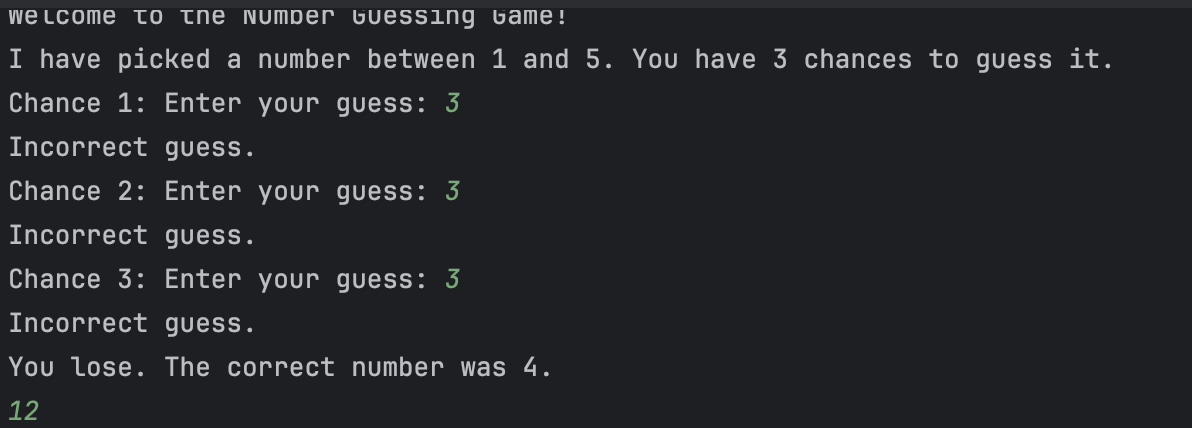 Welcome to the Number Guessing Game!
I have picked a number between 1 and 5. You have 3 chances to guess it.
Chance 1: Enter your guess: 3
Incorrect guess.
Chance 2: Enter your guess: 3
Incorrect guess.
Chance 3: Enter your guess: 3
Incorrect guess.
You lose. The correct number was 4.
12